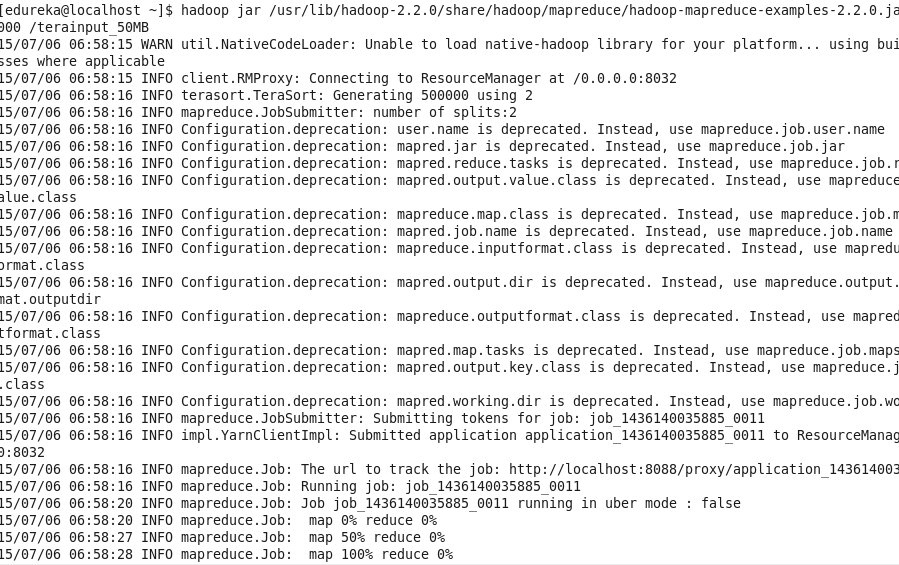 [edureka@localhost ~]$ hadoop jar /usr/lib/hadoop-2.2.0/share/hadoop/mapreduce/hadoop-mapreduce-examples-2.2.0.ja
000 /terainput_50MB
15/07/06 06:58:15 WARN util.NativeCodeLoader: Unable to load native-hadoop library for your platform... using bui
sses where applicable
15/07/06 06:58:15 INFO client.RMProxy: Connecting to ResourceManager at /0.0.0.0:8032
15/07/06 06:58:16 INFO terasort.TeraSort: Generating 500000 using 2
15/07/06 06:58:16 INFO mapreduce.JobSubmitter: number of splits:2
15/07/06 06:58:16 INFO Configuration.deprecation: user.name is deprecated. Instead, use mapreduce.job.user.name
15/07/06 06:58:16 INFO Configuration.deprecation: mapred.jar is deprecated. Instead, use mapreduce.job.jar
15/07/06 06:58:16 INFO Configuration.deprecation: mapred.reduce.tasks is deprecated. Instead, use mapreduce.job.r
15/07/06 06:58:16 INFO Configuration.deprecation: mapred.output.value.class is deprecated. Instead, use mapreduce
alue.class
15/07/06 06:58:16 INFO Configuration.deprecation: mapreduce.map.class is deprecated. Instead, use mapreduce.job.m
15/07/06 06:58:16 INFO Configuration.deprecation: mapred.job.name is deprecated. Instead, use mapreduce.job.name
15/07/06 06:58:16 INFO Configuration.deprecation: mapreduce.inputformat.class is deprecated. Instead, use mapredu
ormat.class
15/07/06 06:58:16 INFO Configuration.deprecation: mapred.output.dir is deprecated. Instead, use mapreduce.output.
mat.outputdir
15/07/06 06:58:16 INFO Configuration.deprecation: mapreduce.outputformat.class is deprecated. Instead, use mapred
tformat.class
15/07/06 06:58:16 INFO Configuration.deprecation: mapred.map.tasks is deprecated. Instead, use mapreduce.job.maps
15/07/06 06:58:16 INFO Configuration.deprecation: mapred.output.key.class is deprecated. Instead, use mapreduce.j
.class
15/07/06 06:58:16 INFO Configuration.deprecation: mapred.working.dir is deprecated. Instead, use mapreduce.job.wo
15/07/06 06:58:16 INFO mapreduce.JobSubmitter: Submitting tokens for job: job_1436140035885_0011
15/07/06 06:58:16 INFO impl.YarnClientImpl: Submitted application application_1436140035885_0011 to ResourceManag
0:8032
15/07/06 06:58:16 INFO mapreduce.Job: The url to track the job: http://localhost:8088/proxy/application_143614003
15/07/06 06:58:16 INFO mapreduce.Job: Running job: job_1436140035885_0011
15/07/06 06:58:20 INFO mapreduce.Job: Job job_1436140035885_0011 running in uber mode : false
15/07/06 06:58:20 INFO mapreduce.Job:  map 0% reduce 0%
15/07/06 06:58:27 INFO mapreduce.Job:  map 50% reduce 0%
15/07/06 06:58:28 INFO mapreduce.Job:  map 100% reduce 0%